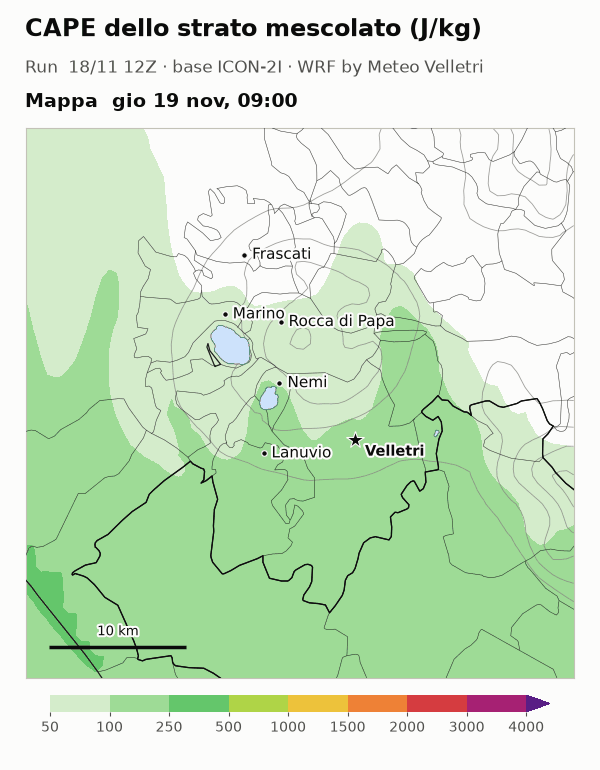 CAPE dello strato mescolato (J/kg)
Run  18/11 12Z · base ICON-2I · WRF by Meteo Velletri
Mappa  gio 19 nov, 09:00
Frascati
Marino
Rocca di Papa
Nemi
Velletri
Lanuvio
10 km
50 100 250 500 1000 1500 2000 3000 4000